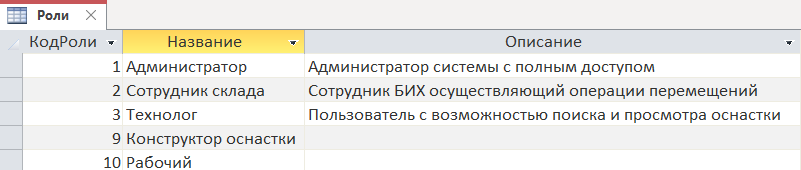 Роли
КодРоли Название Описание
1 Администратор Администратор системы с полным доступом
2 Сотрудник склада Сотрудник БИХ осуществляющий операции перемещений
3 Технолог Пользователь с возможностью поиска и просмотра оснастки
9 Конструктор оснастки
10 Рабочий